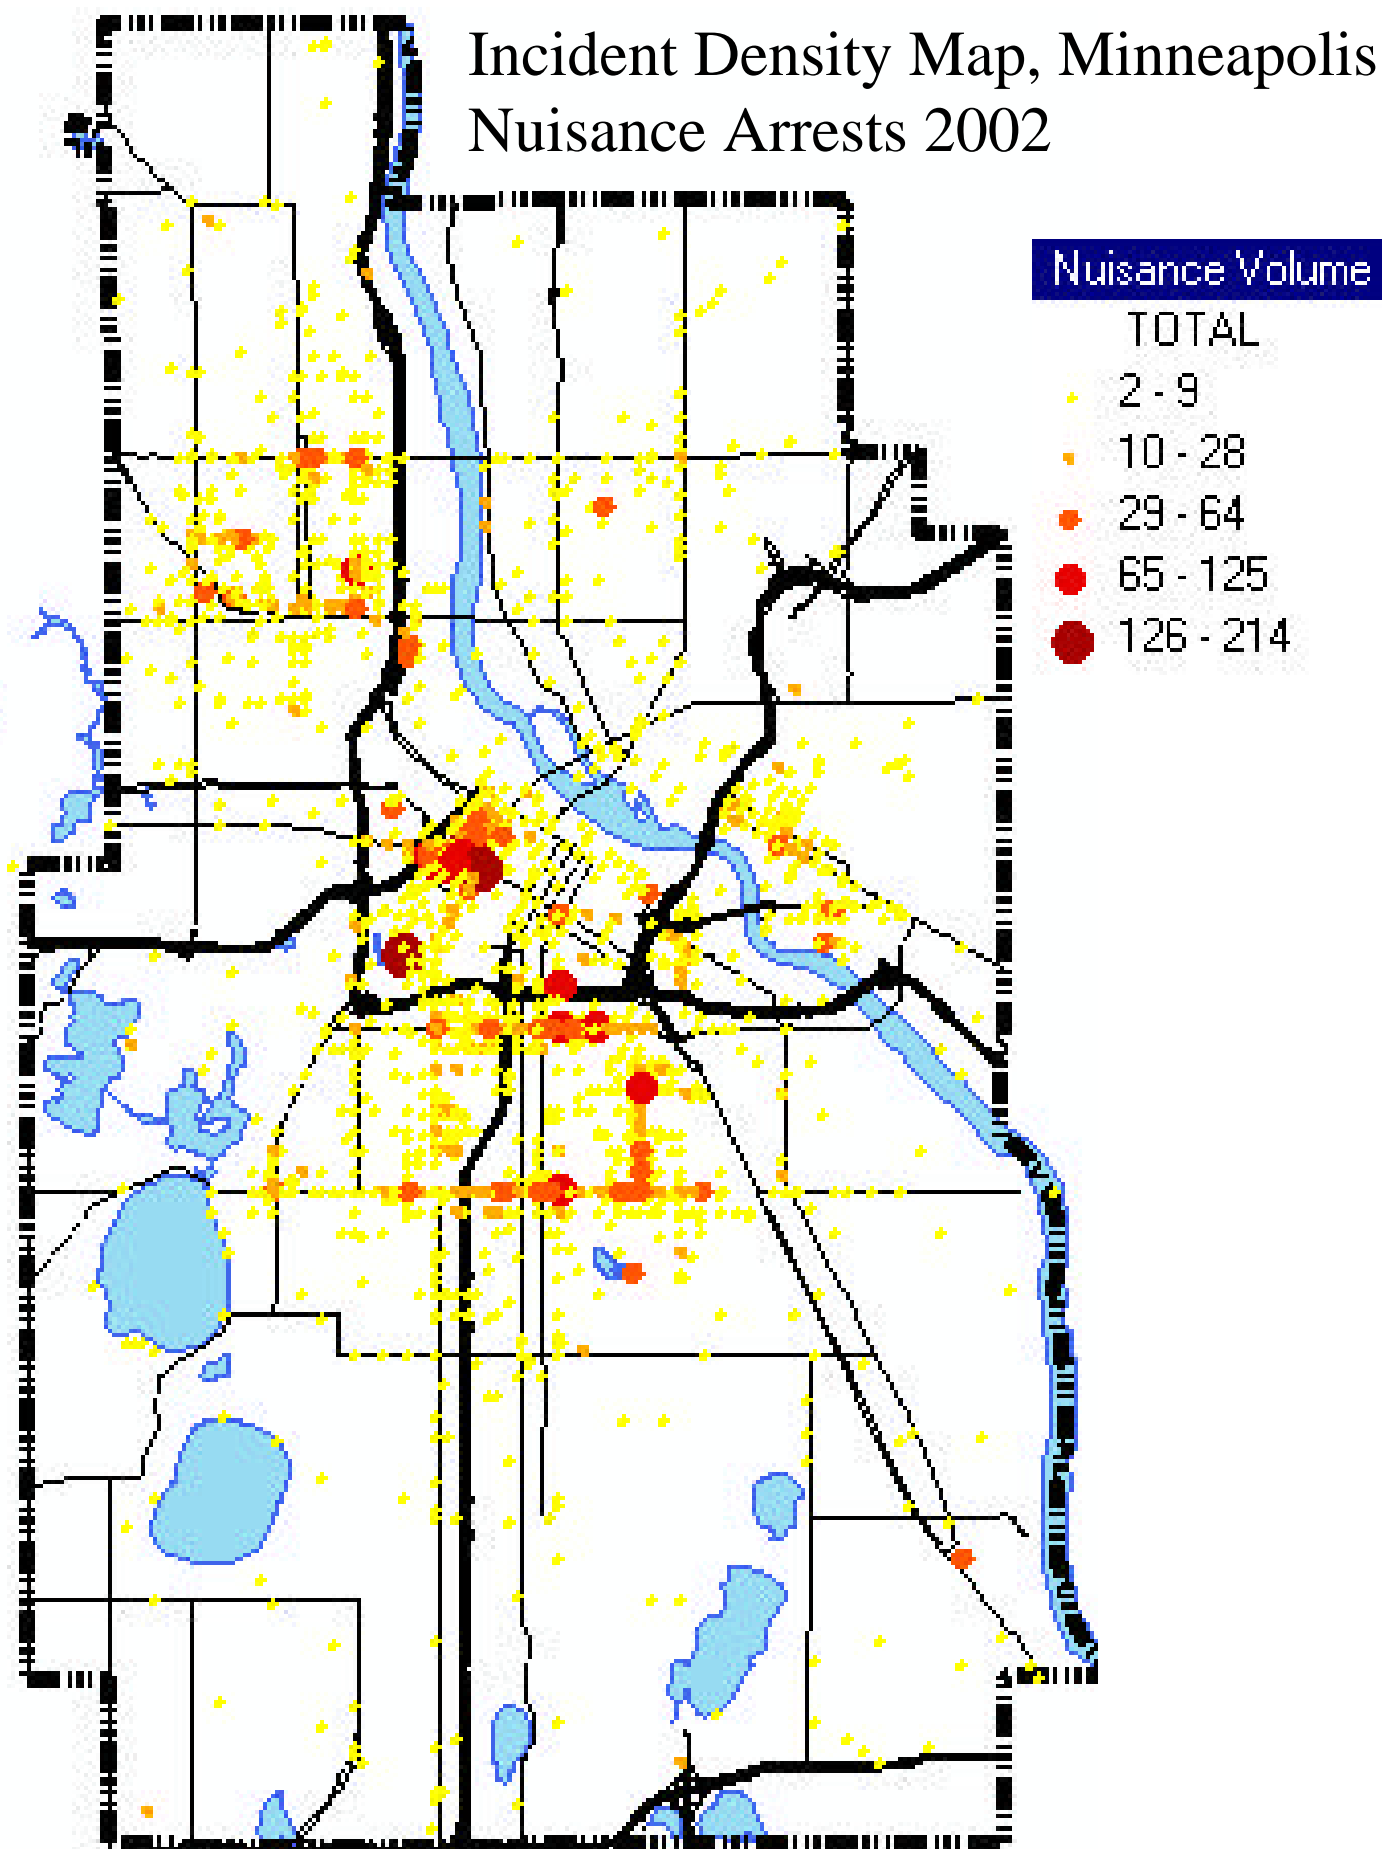 Incident Density Map, Minneapolis
Nuisance Arrests 2002
Nuisance Volume
TOTAL
2 - 9
10 - 28
29 - 64
65 - 125
126 - 214